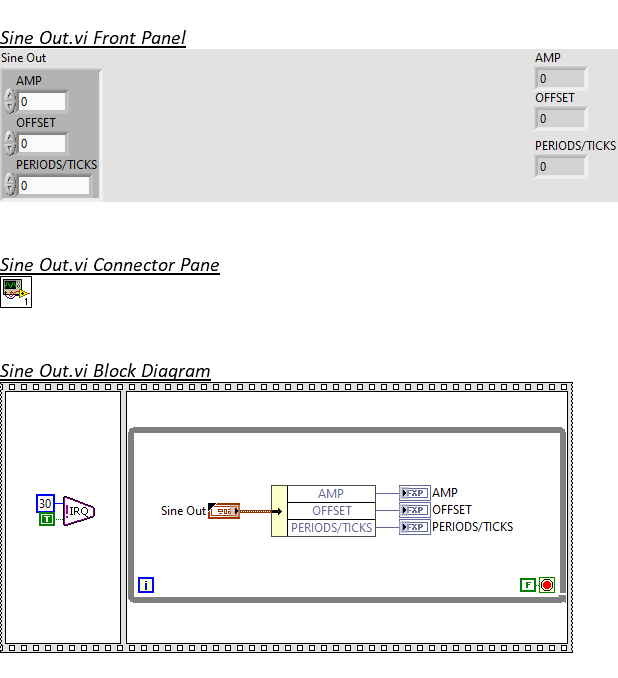 Sine Out.vi Front Panel
Sine Out
AMP
0
OFFSET
0
PERIODS/TICKS
0
AMP
0
OFFSET
0
PERIODS/TICKS
0
Sine Out.vi Connector Pane
1
Sine Out.vi Block Diagram
30
T
! IRQ
Sine Out
AMP
OFFSET
PERIODS/TICKS
FXP AMP
FXP OFFSET
FXP PERIODS/TICKS
i
F